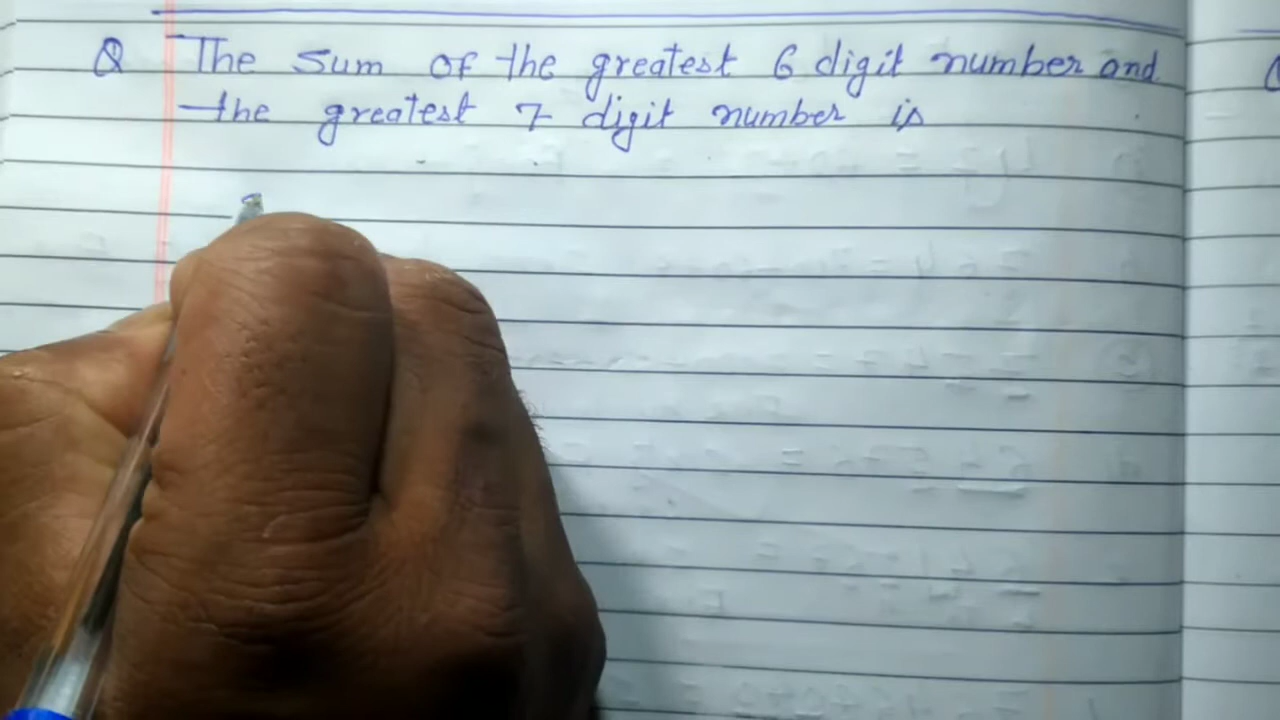 Q The Sum of the greatest 6 digit number and
the greatest 7 digit number is